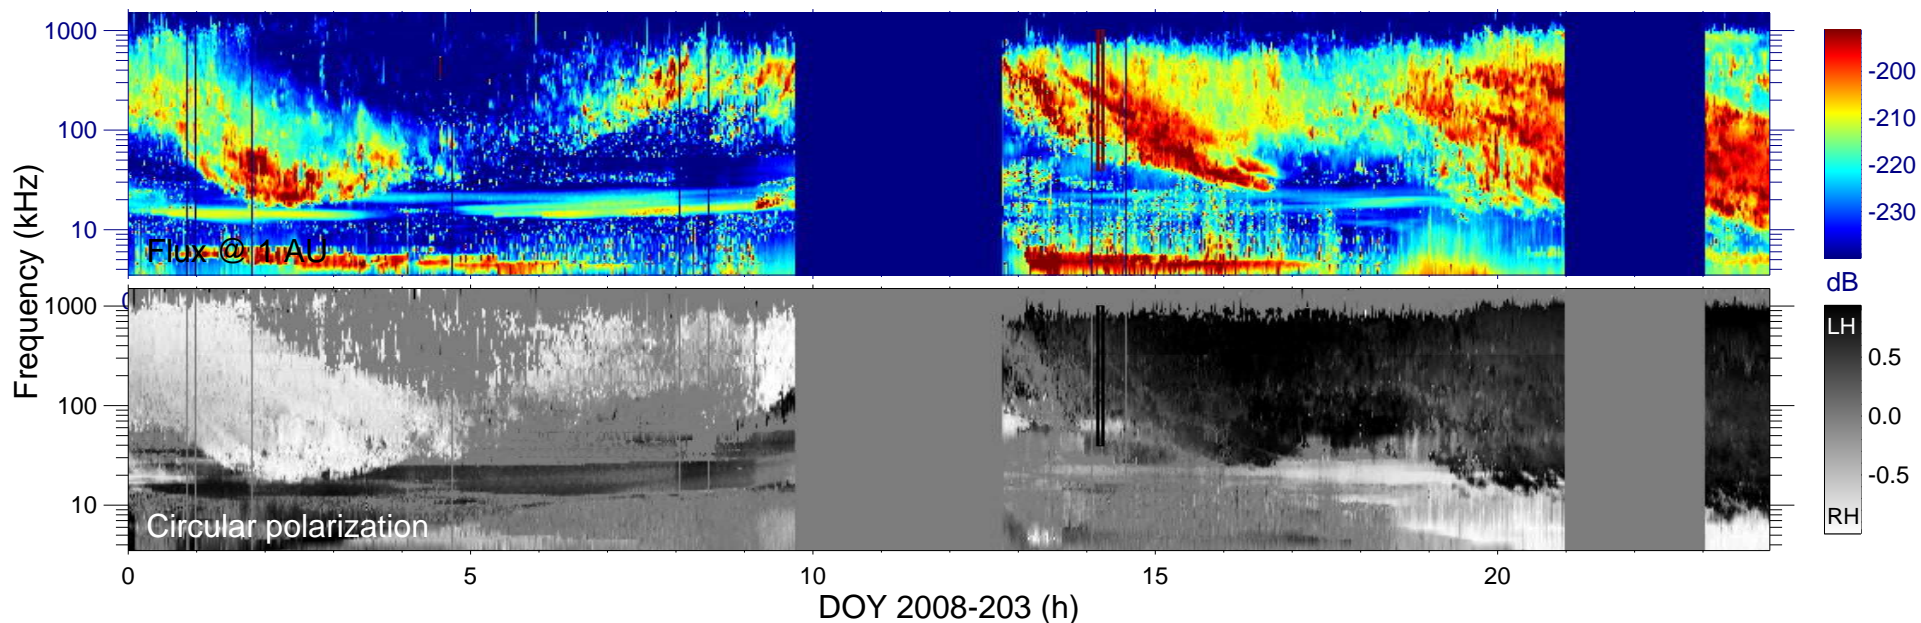 1000
100
10
Flux @ 1 AU
0
-200
-210
-220
-230
dB
Frequency (kHz)
1000
100
10
Circular polarization
LH
0.5
0.0
-0.5
RH
0
5
10
15
20
DOY 2008-203 (h)